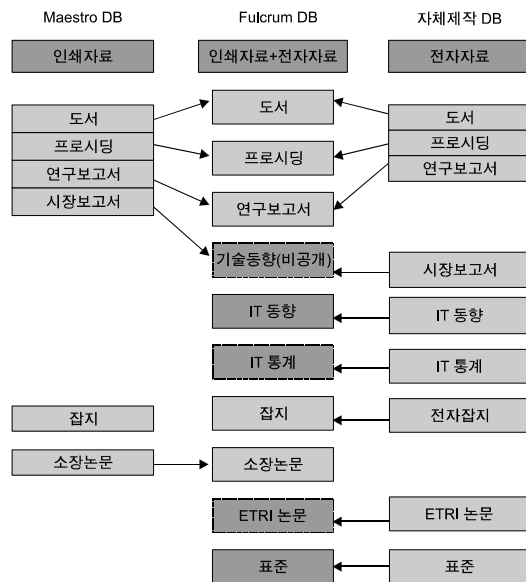 Maestro DB
Fulcrum DB
자체제작 DB
인쇄자료
인쇄자료+전자자료
전자자료
도서
프로시딩
연구보고서
시장보고서
도서
프로시딩
연구보고서
기술동향(비공개)
IT 동향
IT 통계
잡지
소장논문
ETRI 논문
표준
도서
프로시딩
연구보고서
시장보고서
IT 동향
IT 통계
전자잡지
ETRI 논문
표준
잡지
소장논문